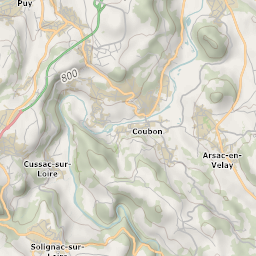 Puy
800
Coubon
Arsac-en-
Velay
Cussac-sur-
Loire
Solignac-sur-
Loire